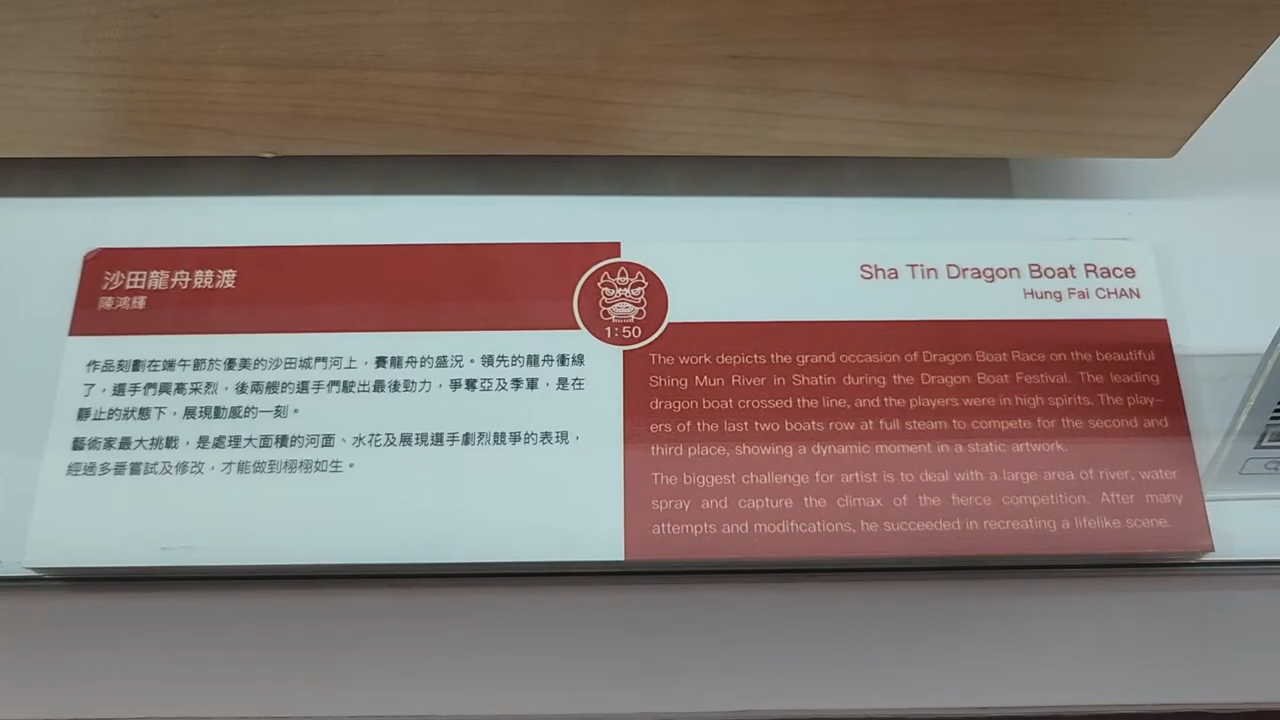 沙田龍舟競渡
陳鴻輝
作品刻劃在端午節於優美的沙田城門河上，賽龍舟的盛況。領先的龍舟衝線
了，選手們興高采烈，後兩艘的選手們駛出最後勁力，爭奪亞及季軍，是在
靜止的狀態下，展現動感的一刻。
藝術家最大挑戰，是處理大面積的河面、水花及展現選手劇烈競爭的表現，
經過多番嘗試及修改，才能做到栩栩如生。
1:50
Sha Tin Dragon Boat Race
Hung Fai CHAN
The work depicts the grand occasion of Dragon Boat Race on the beautiful
Shing Mun River in Shatin during the Dragon Boat Festival. The leading
dragon boat crossed the line, and the players were in high spirits. The play-
ers of the last two boats row at full steam to compete for the second and
third place, showing a dynamic moment in a static artwork.
The biggest challenge for artist is to deal with a large area of river, water
spray and capture the climax of the fierce competition. After many
attempts and modifications, he succeeded in recreating a lifelike scene.